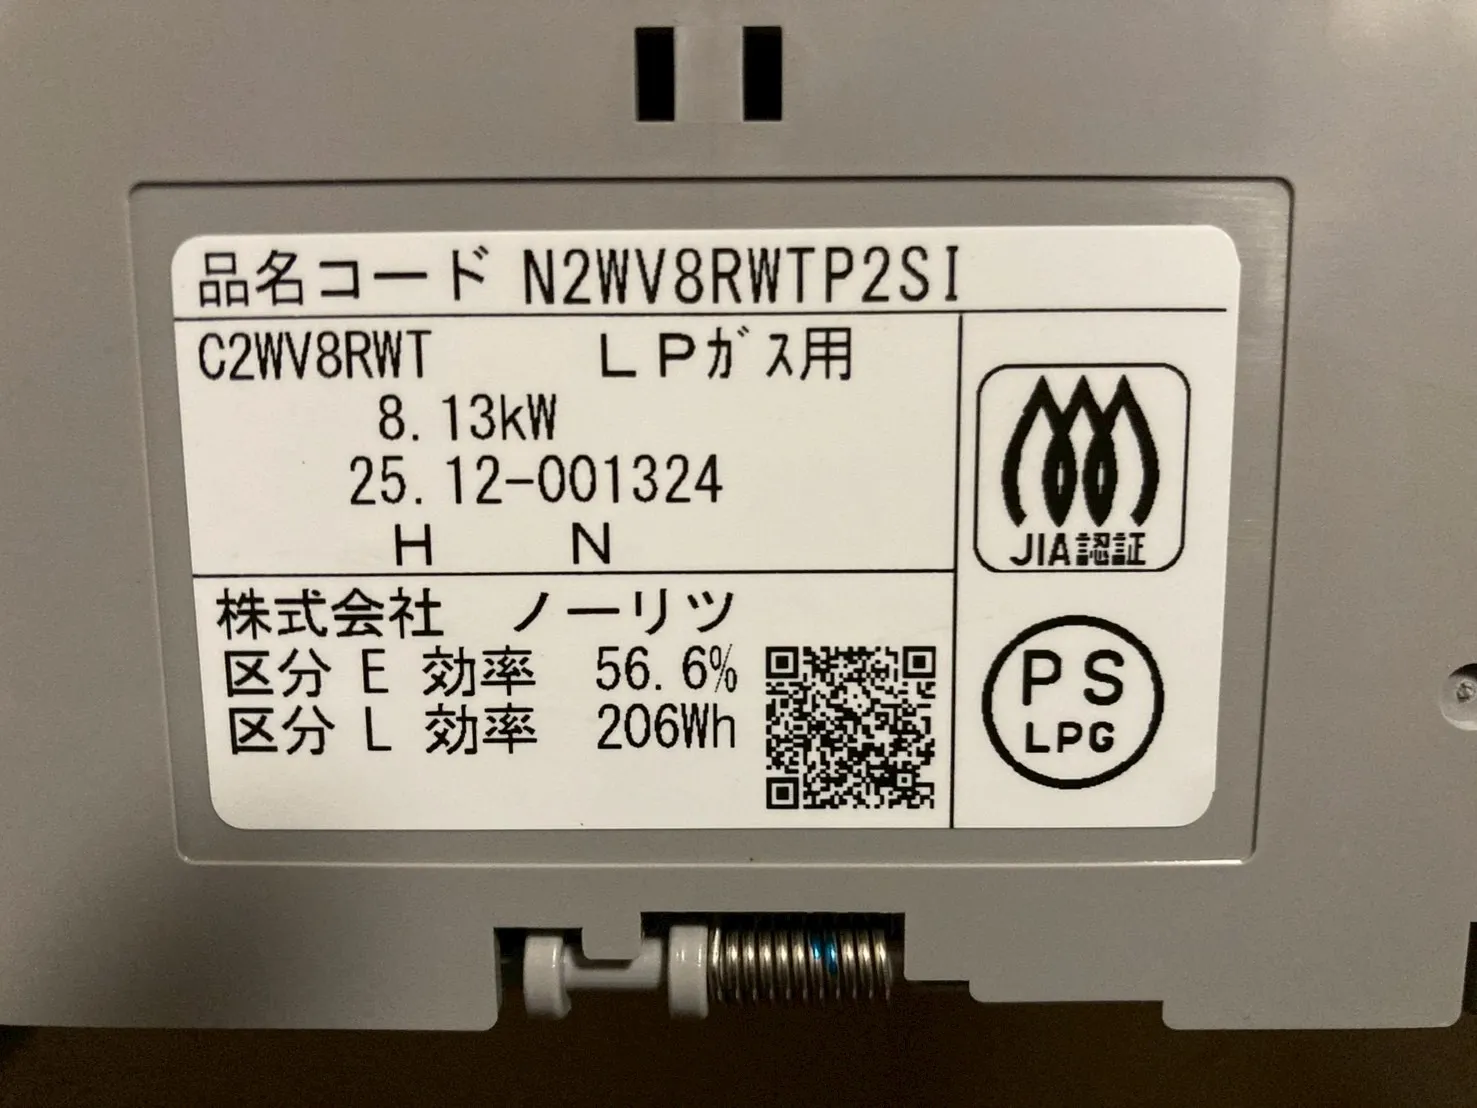 品名コード N2WV8RWTP2SI
C2WV8RWT LPガス用
8.13kW
25.12-001324
H N
JIA認証
株式会社 ノーリツ
区分 E 効率 56.6%
区分 L 効率 206Wh
PS
LPG